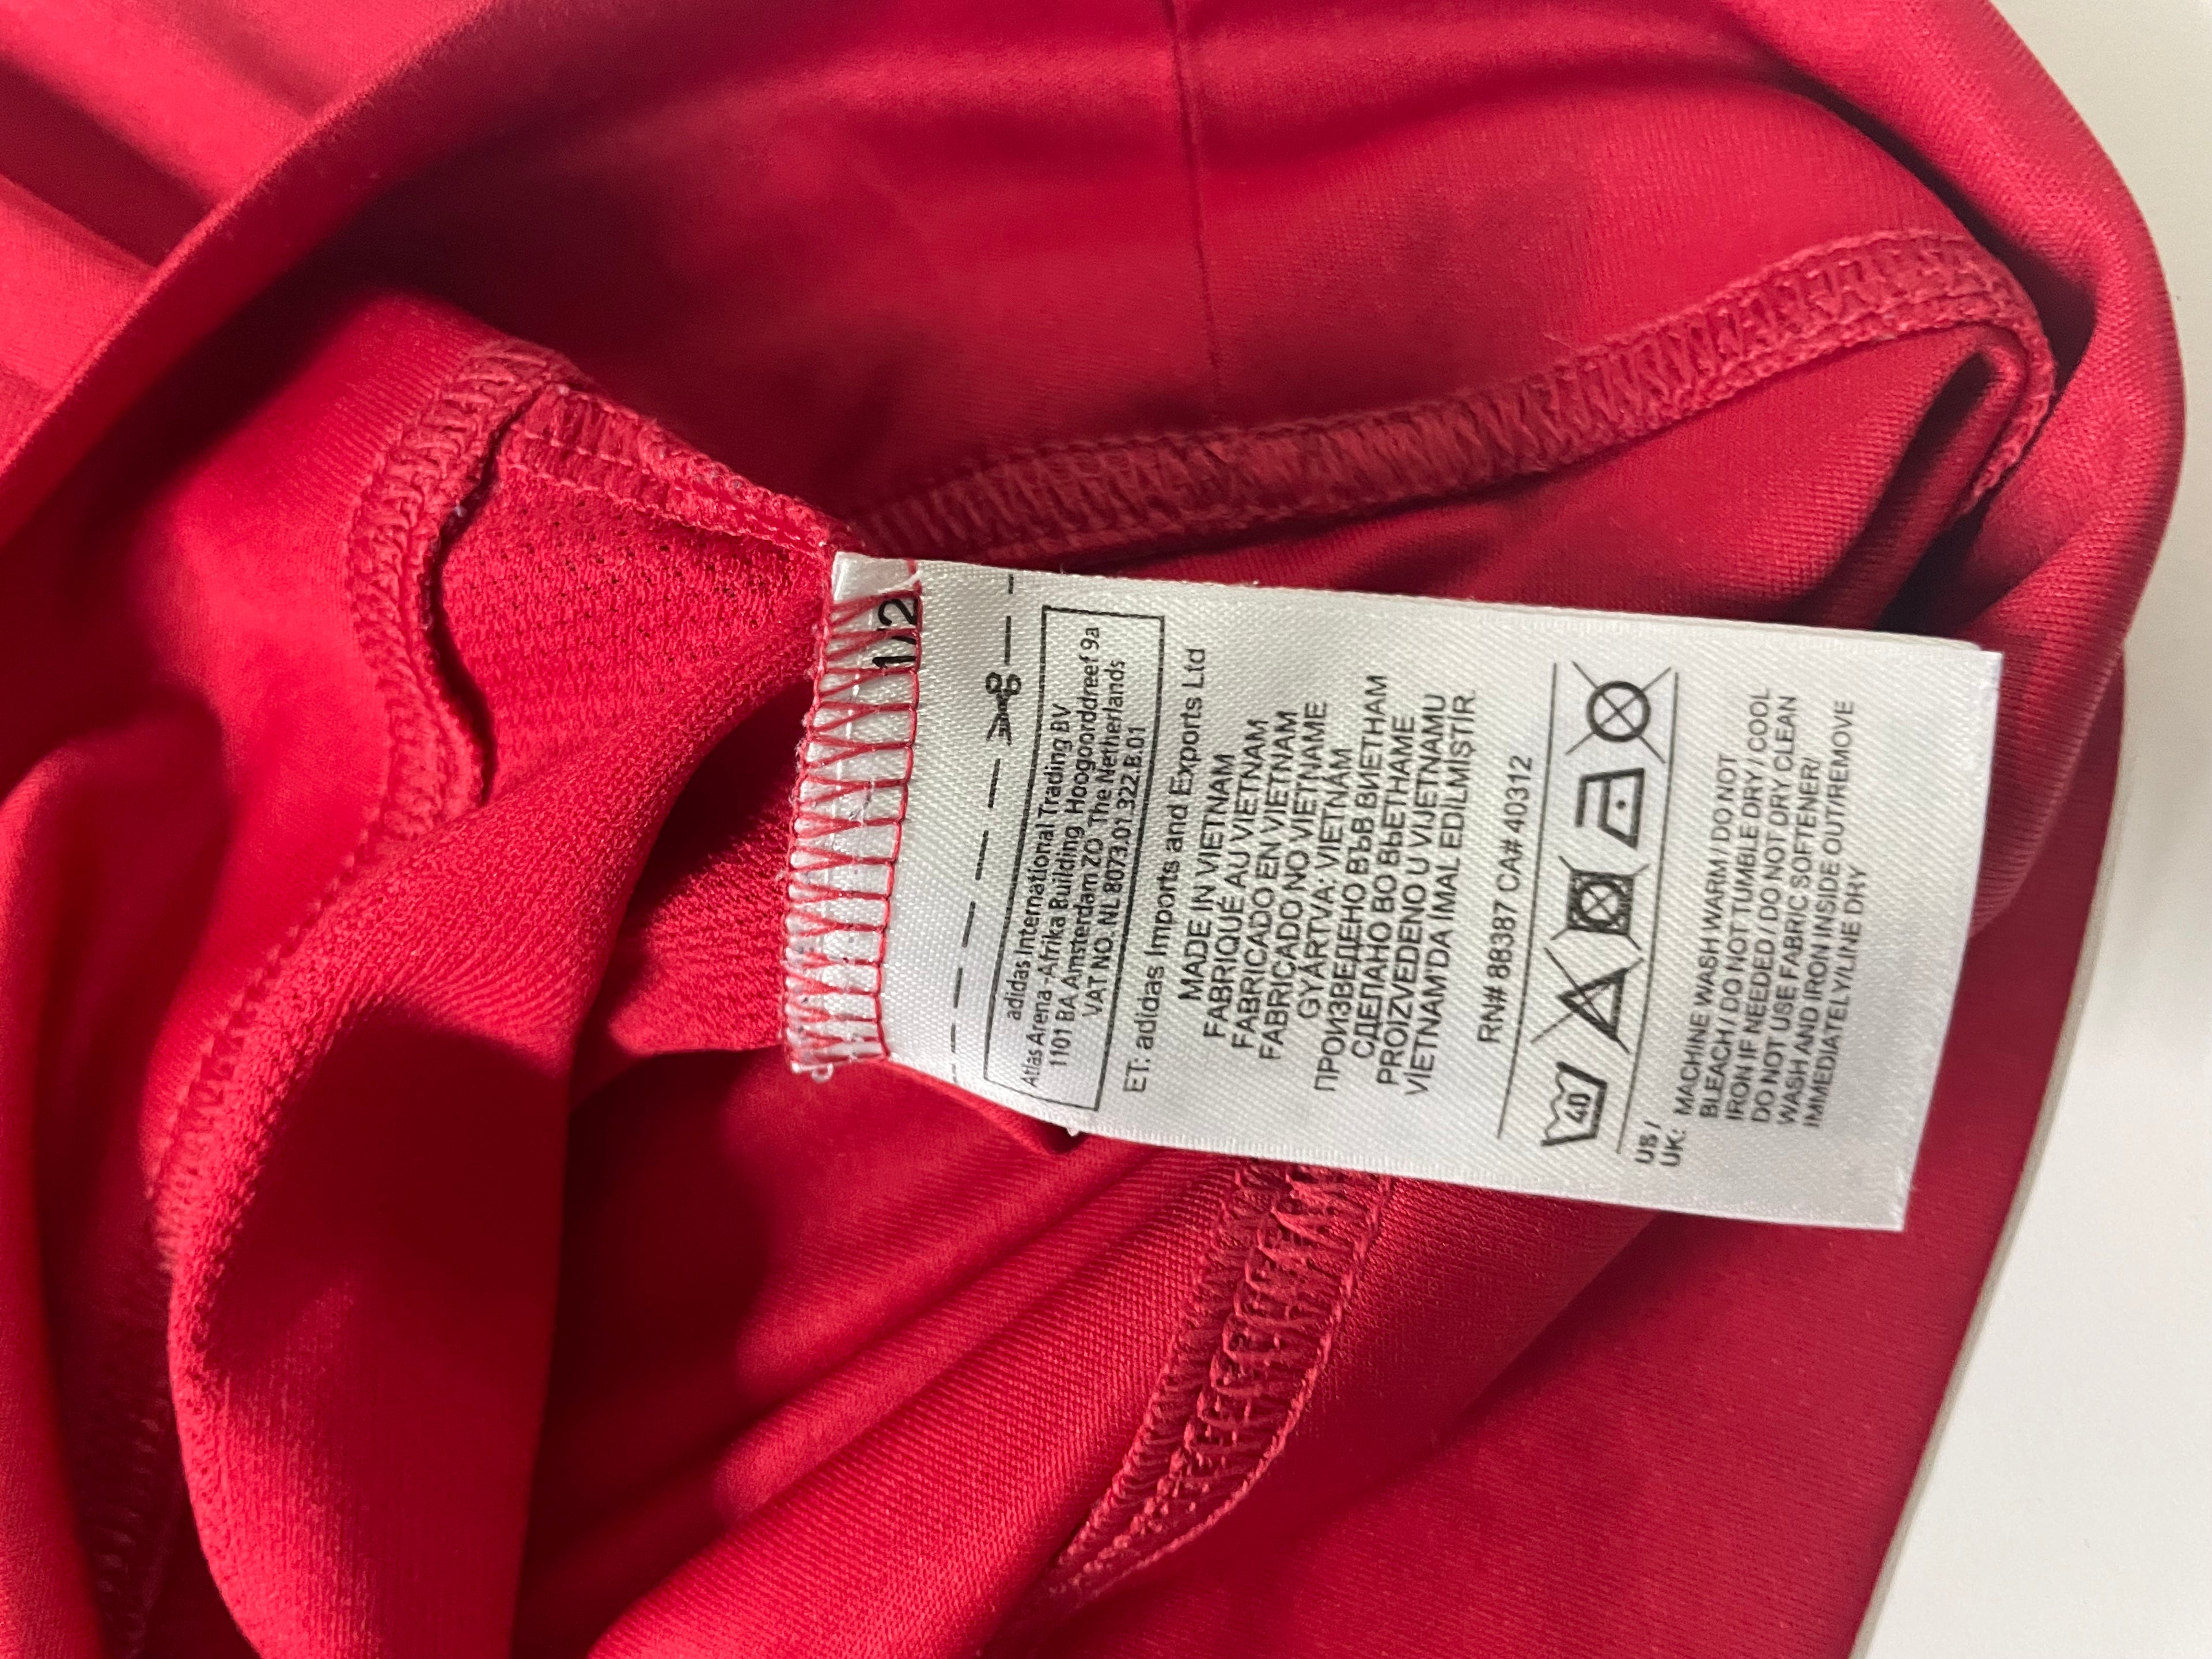 1/2
adidas International Trading BV
Atlas Arena - Afrika Building Hoogoorddreef 9a
1101 BA Amsterdam ZO The Netherlands
VAT NO. NL 8073.01.322.B.01
ET: adidas Imports and Exports Ltd
MADE IN VIETNAM
FABRIQUÉ AU VIETNAM
FABRICADO EN VIETNAM
FABRICADO NO VIETNAME
GYÁRTVA VIETNÁM
ПРОИЗВЕДЕНО ВЪВ ВИЕТНАМ
СДЕЛАНО ВО ВЬЕТНАМЕ
PROIZVEDENO U VIJETNAMU
VİETNAM'DA İMAL EDİLMİŞTİR
RN# 88387 CA# 40312
40
US /
UK: MACHINE WASH WARM / DO NOT
BLEACH / DO NOT TUMBLE DRY / COOL
IRON IF NEEDED / DO NOT DRY CLEAN
DO NOT USE FABRIC SOFTENER/
WASH AND IRON INSIDE OUT/REMOVE
IMMEDIATELY/LINE DRY